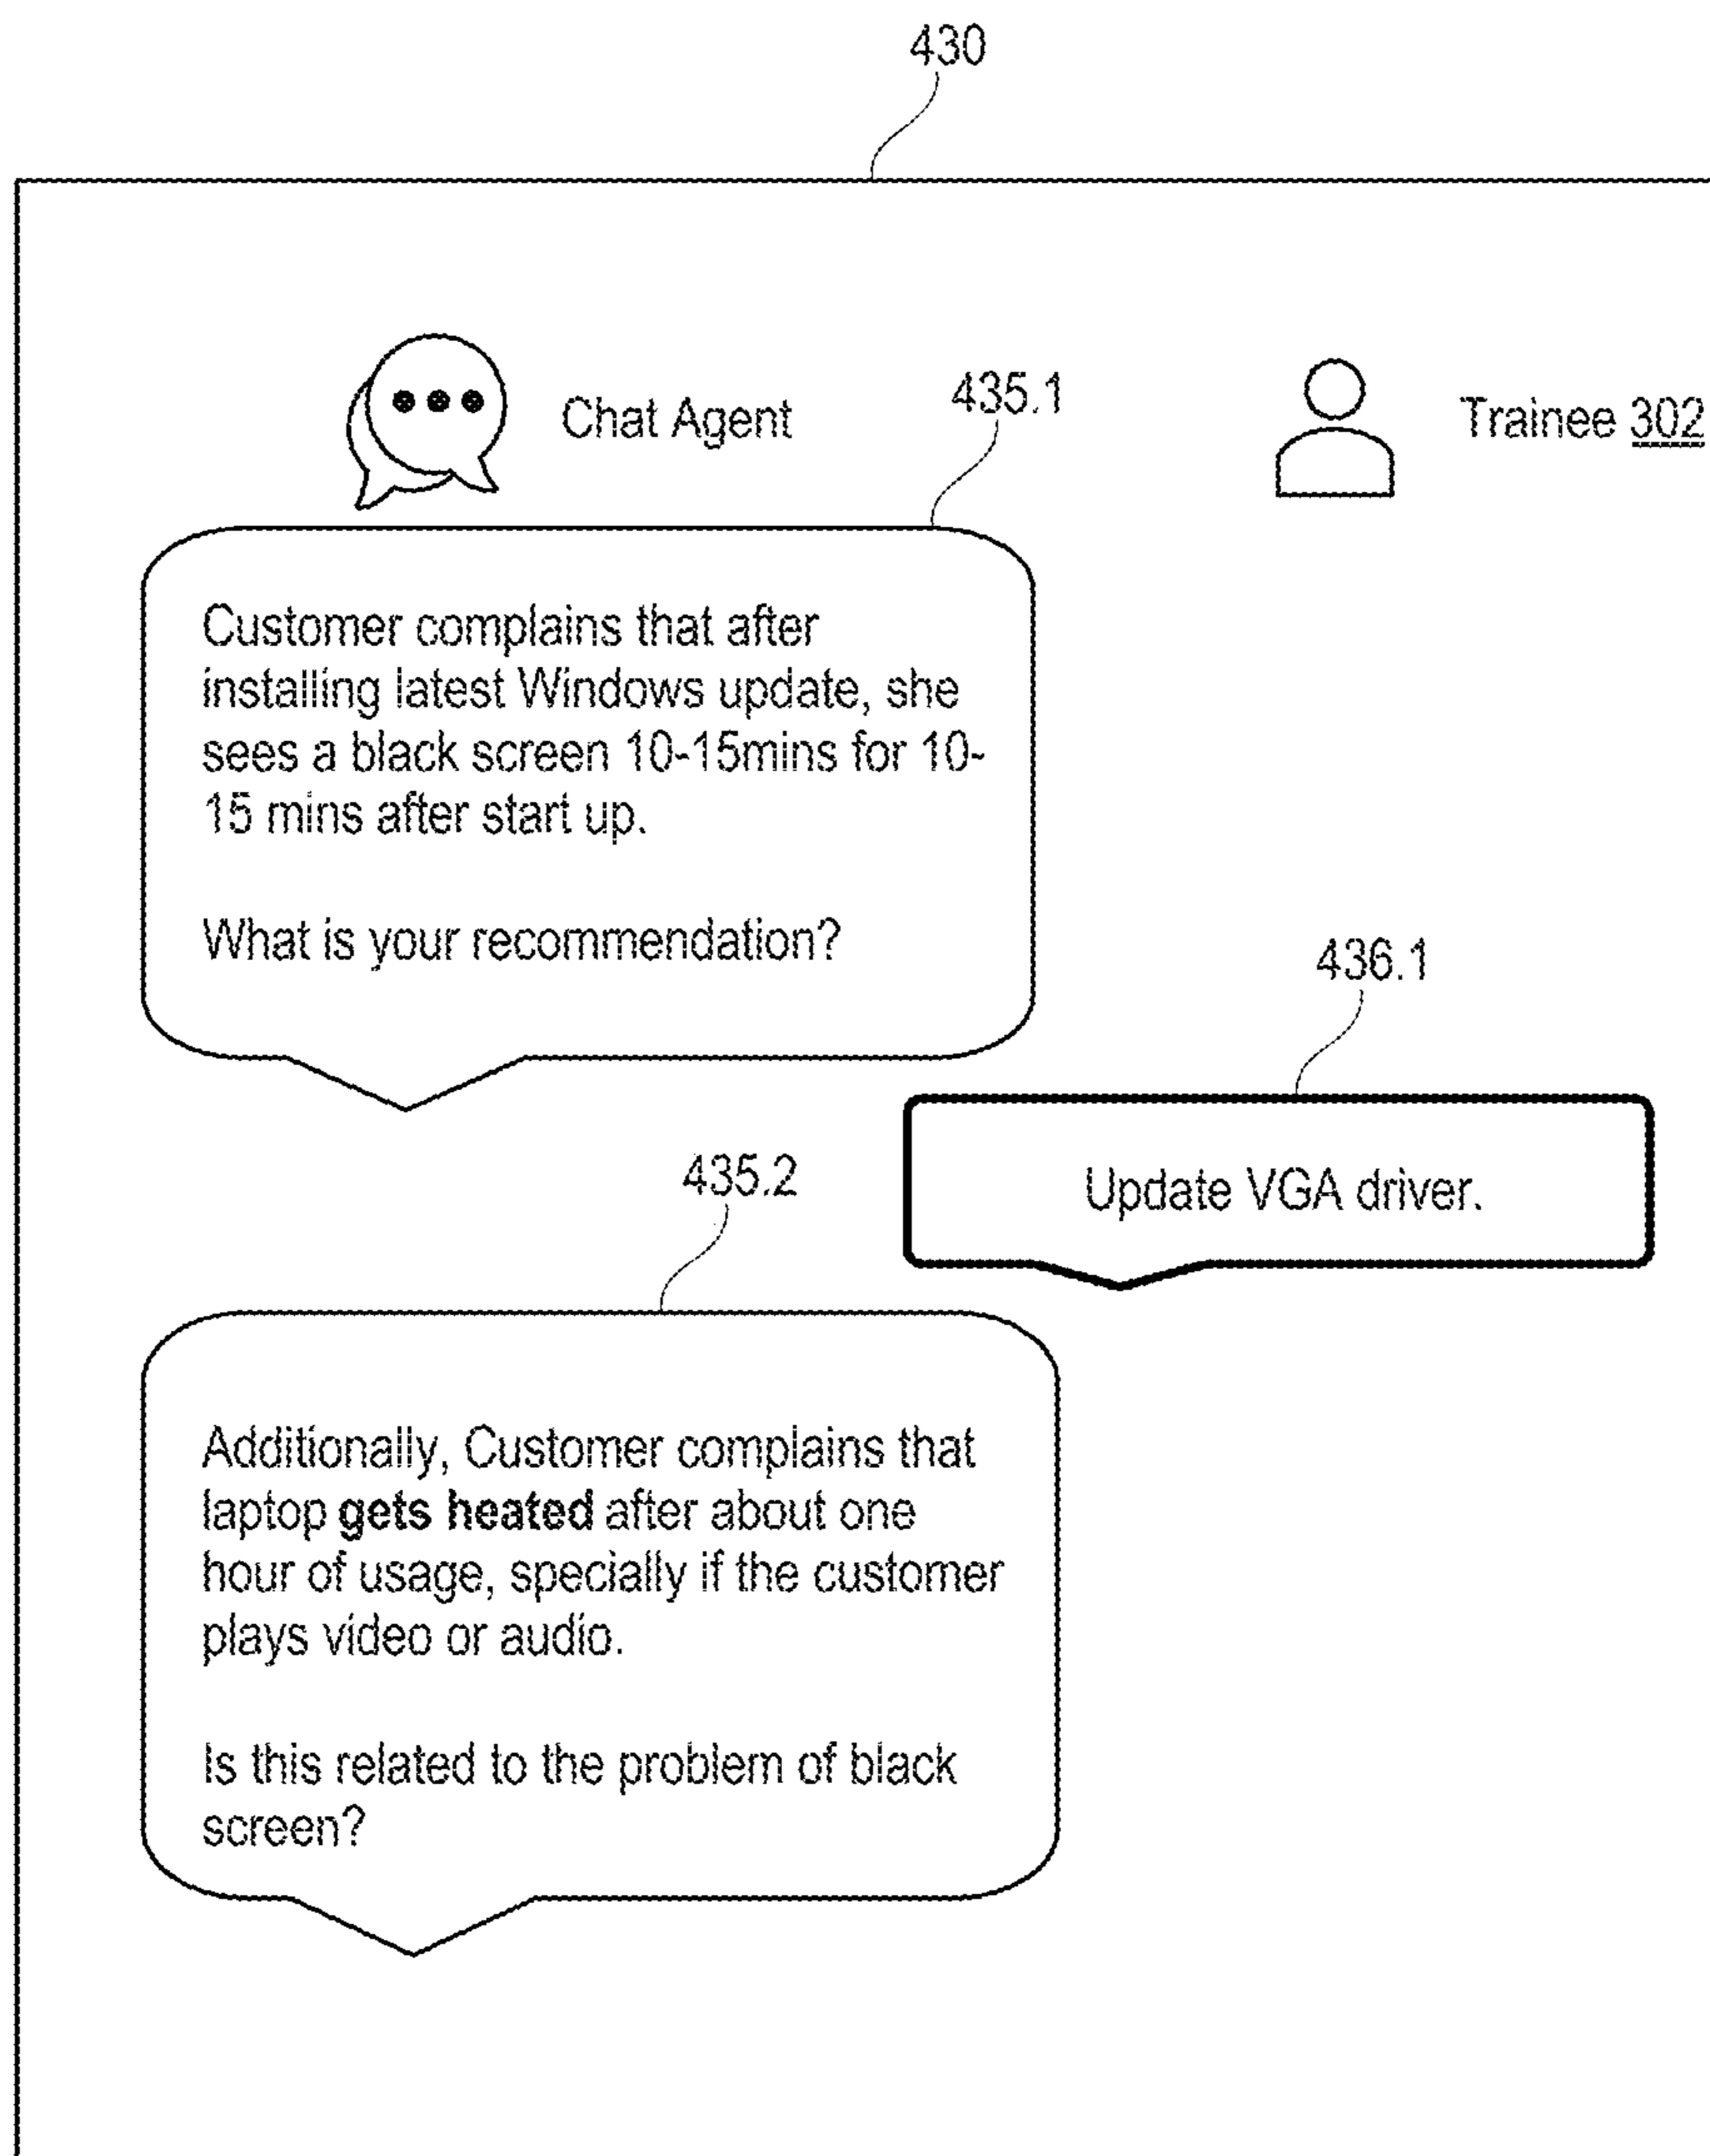 430
Chat Agent
435.1
Trainee 302
Customer complains that after
installing latest Windows update, she
sees a black screen 10-15mins for 10-
15 mins after start up.
What is your recommendation?
436.1
Update VGA driver.
435.2
Additionally, Customer complains that
laptop gets heated after about one
hour of usage, specially if the customer
plays video or audio.
Is this related to the problem of black
screen?